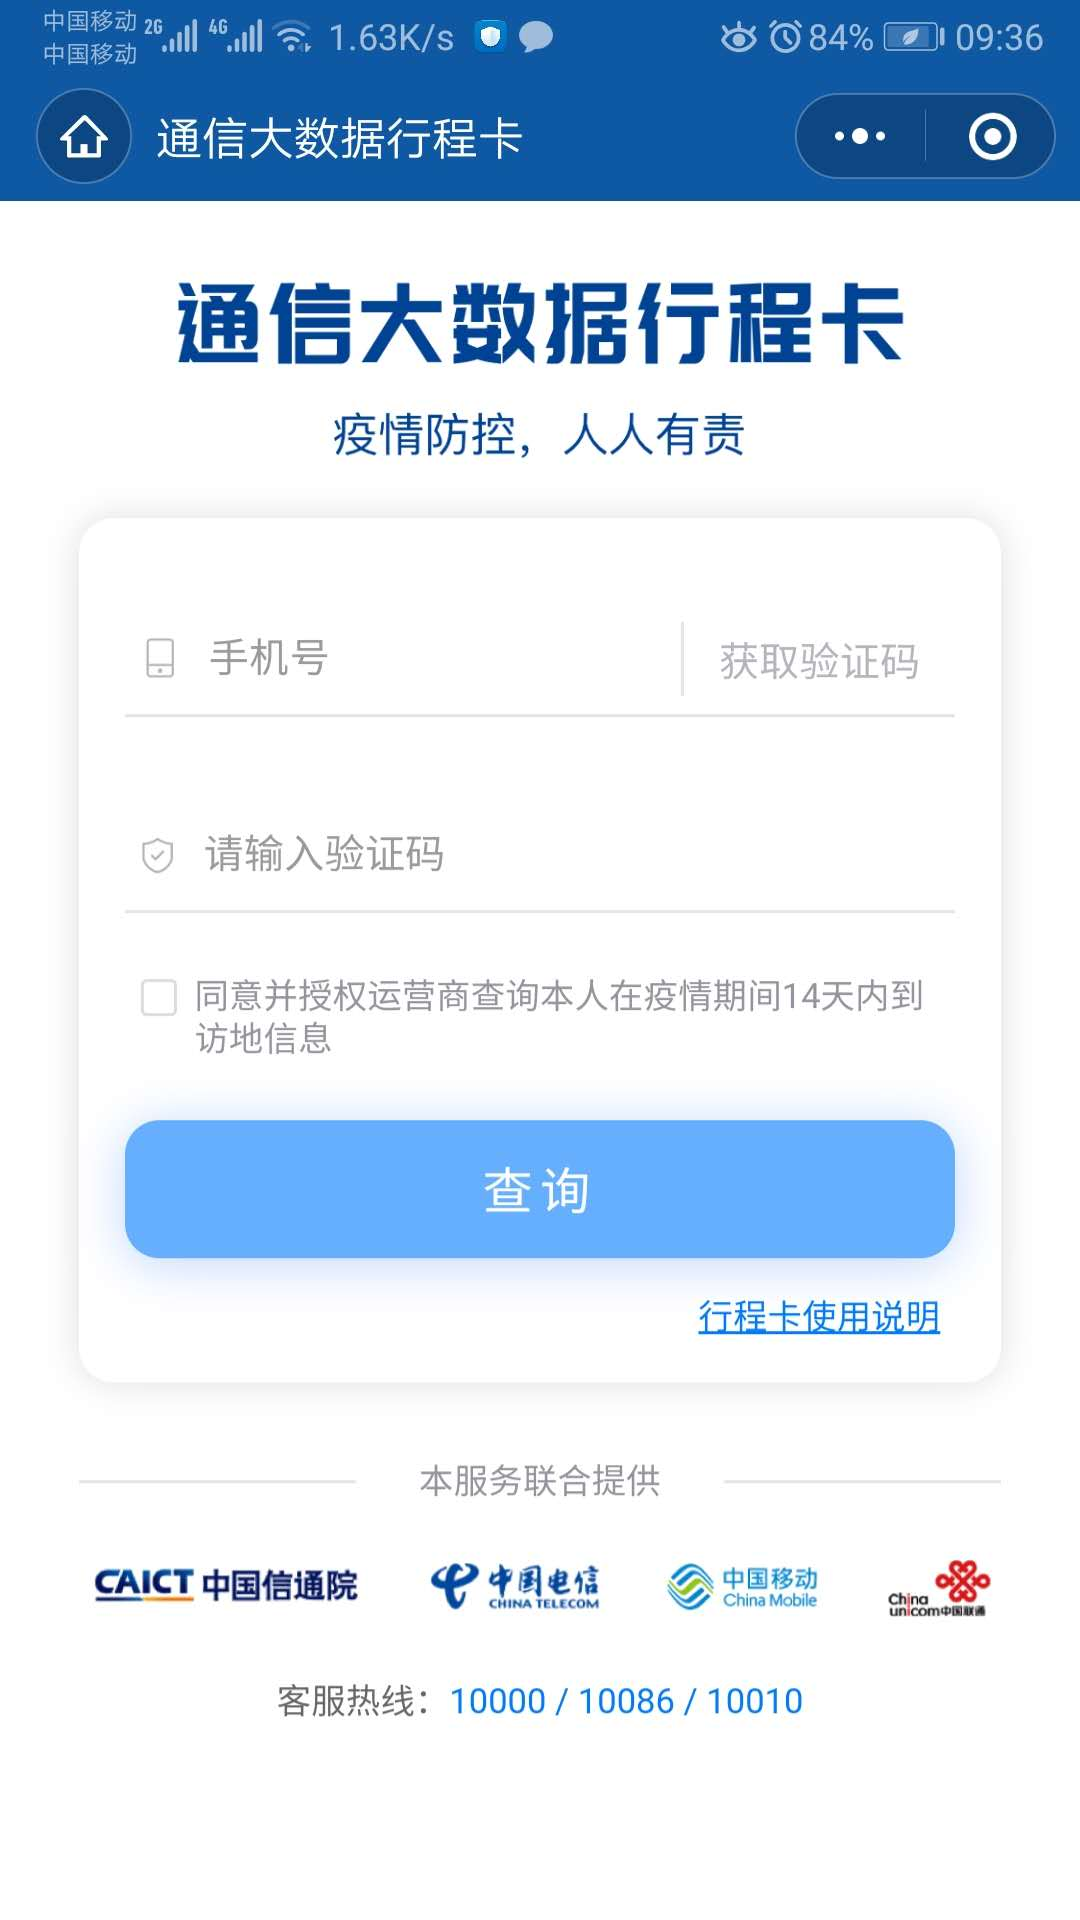 中国移动 2G 4G 1.63K/s 84% 09:36
中国移动
通信大数据行程卡
通信大数据行程卡
疫情防控，人人有责
手机号 获取验证码
请输入验证码
同意并授权运营商查询本人在疫情期间14天内到
访地信息
查询
行程卡使用说明
本服务联合提供
CAICT 中国信通院 中国电信 CHINA TELECOM 中国移动 China Mobile China unicom中国联通
客服热线：10000 / 10086 / 10010